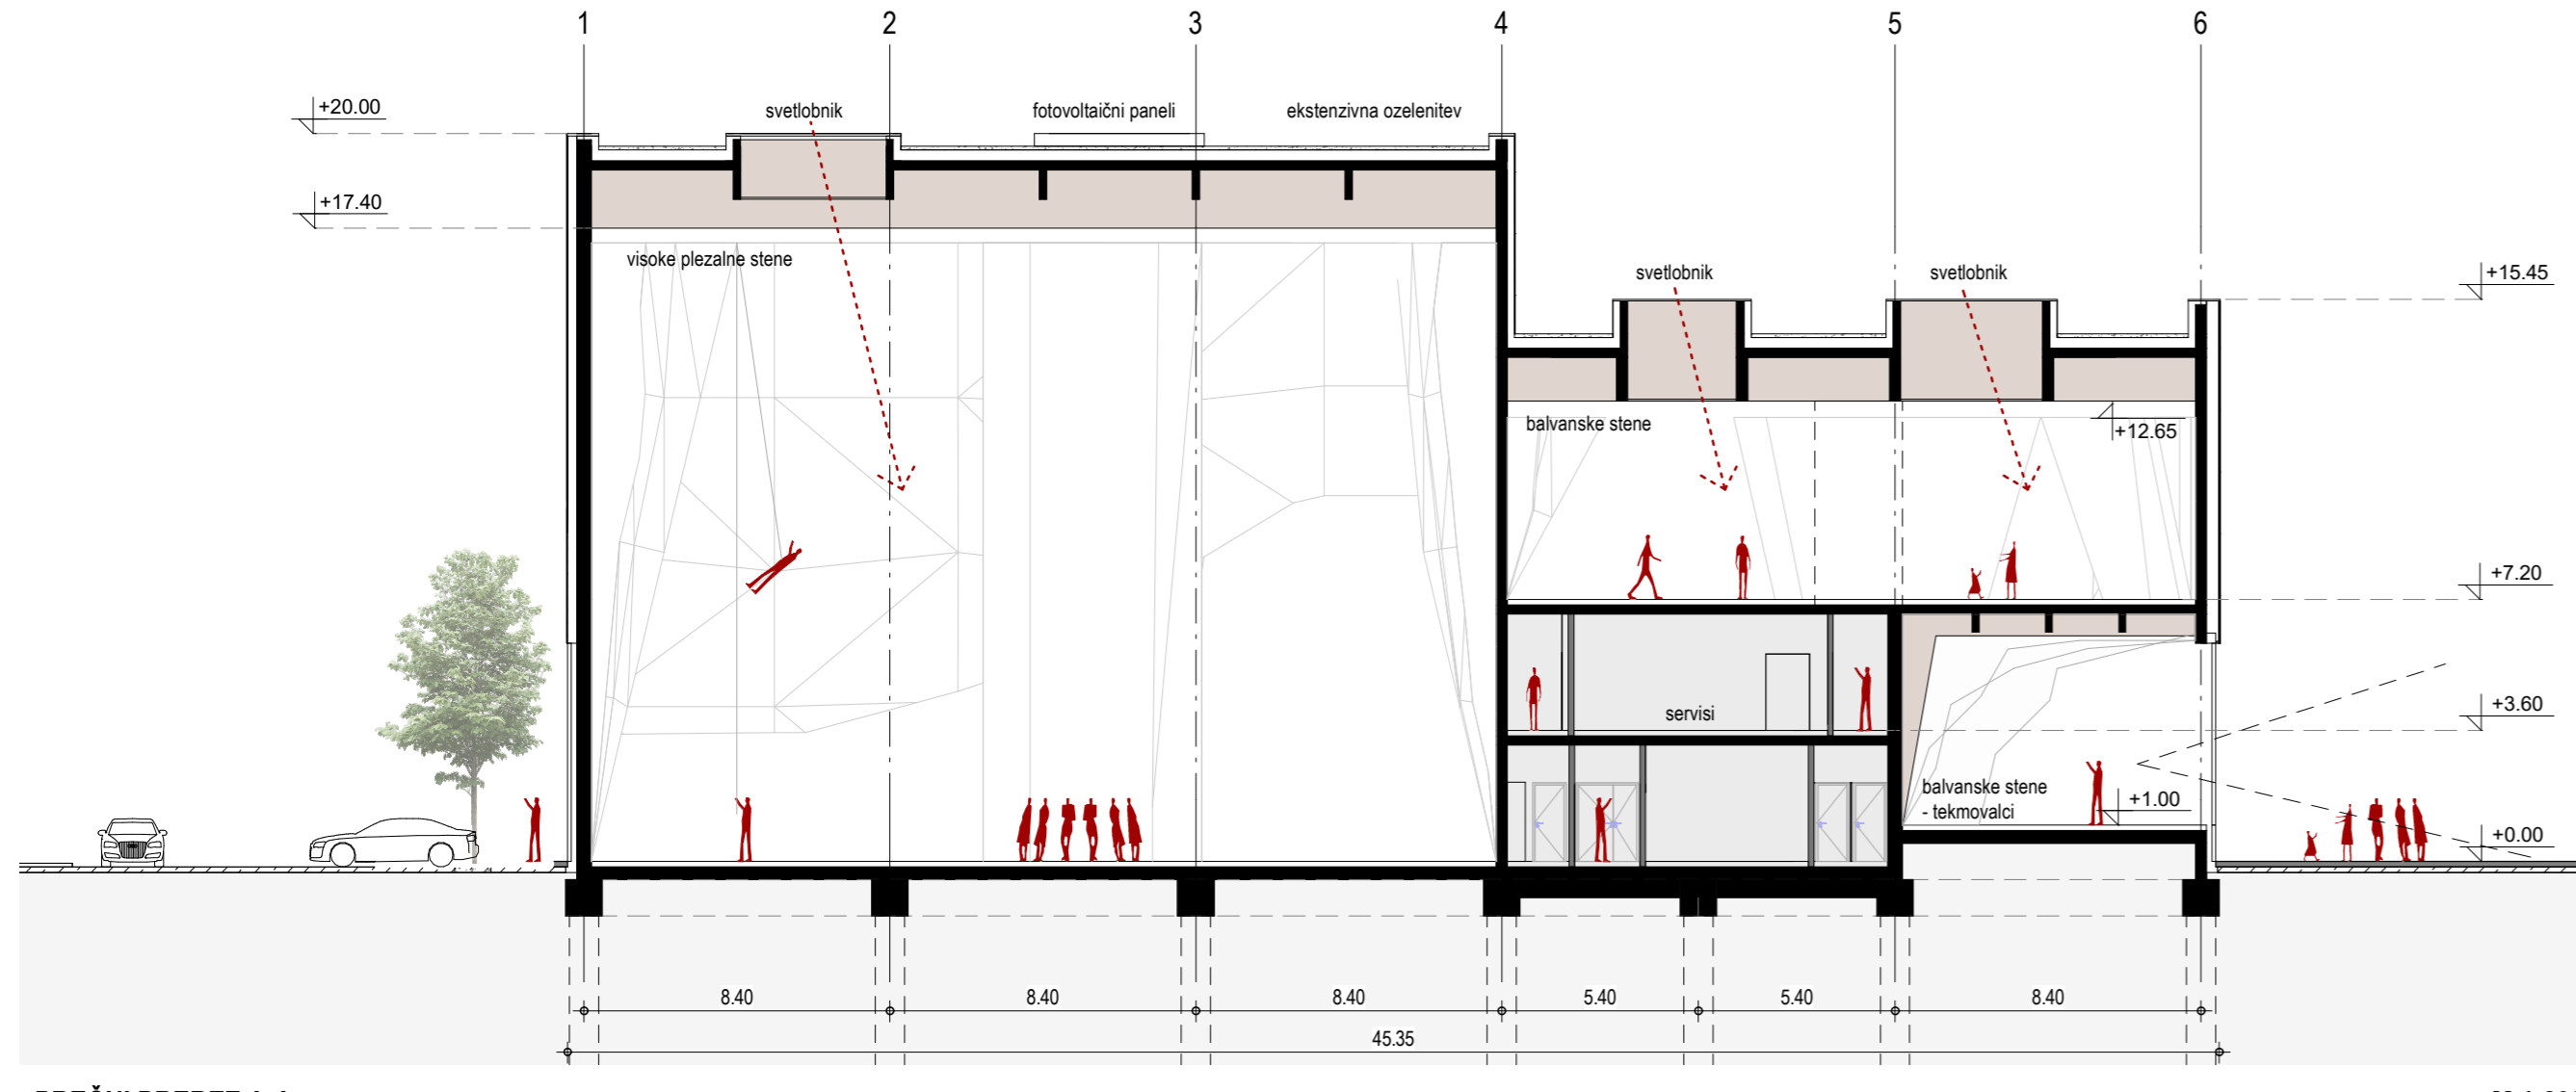 1 2 3 4 5 6
+20.00
svetlobnik fotovoltaični paneli ekstenzivna ozelenitev
+17.40
visoke plezalne stene
svetlobnik svetlobnik +15.45
balvanske stene
+12.65
+7.20
servisi
+3.60
balvanske stene
- tekmovalci
+1.00
+0.00
8.40 8.40 8.40 5.40 5.40 8.40
45.35